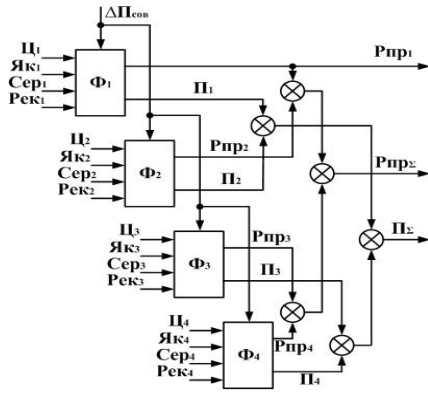 ΔПсов
Ц1
Як1
Сер1
Рек1
Ф1
Рпр1
П1
Ц2
Як2
Сер2
Рек2
Ф2
Рпр2
П2
РпрΣ
Ц3
Як3
Сер3
Рек3
Ф3
Рпр3
П3
ПΣ
Ц4
Як4
Сер4
Рек4
Ф4
Рпр4
П4